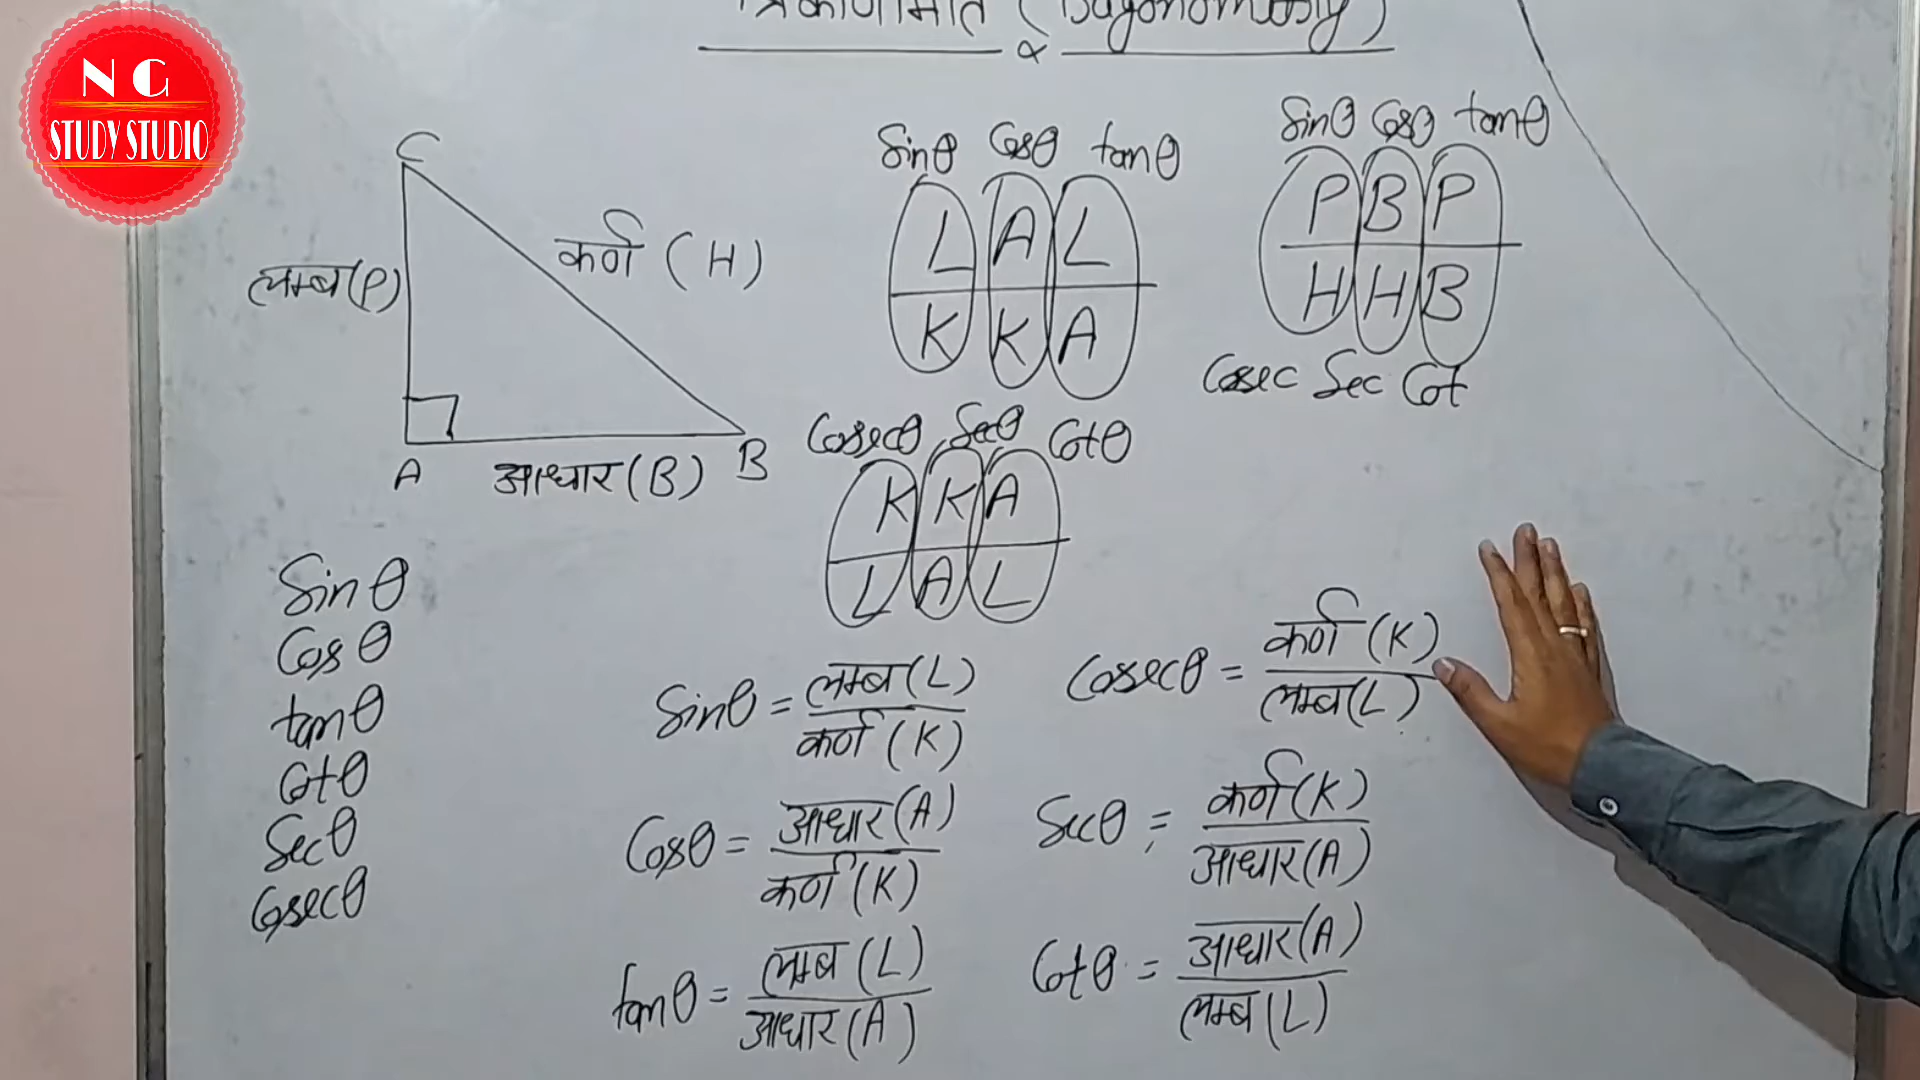 त्रिकोणमिति (Trigonometry)
NG
STUDY STUDIO
C
लम्ब(P)
कर्ण (H)
A
आधार(B)
B
Sinθ Cosθ tanθ
L A L
K K A
Sinθ Cosθ tanθ
P B P
H H B
Cosec Sec Cot
Cosecθ Secθ Cotθ
K K A
L A L
Sinθ
Cosθ
tanθ
Cotθ
Secθ
Cosecθ
Sinθ = लम्ब(L)
कर्ण (K)
Cosθ = आधार(A)
कर्ण (K)
tanθ = लम्ब (L)
आधार(A)
Cosecθ = कर्ण (K)
लम्ब(L)
Secθ = कर्ण(K)
आधार(A)
Cotθ = आधार(A)
लम्ब(L)